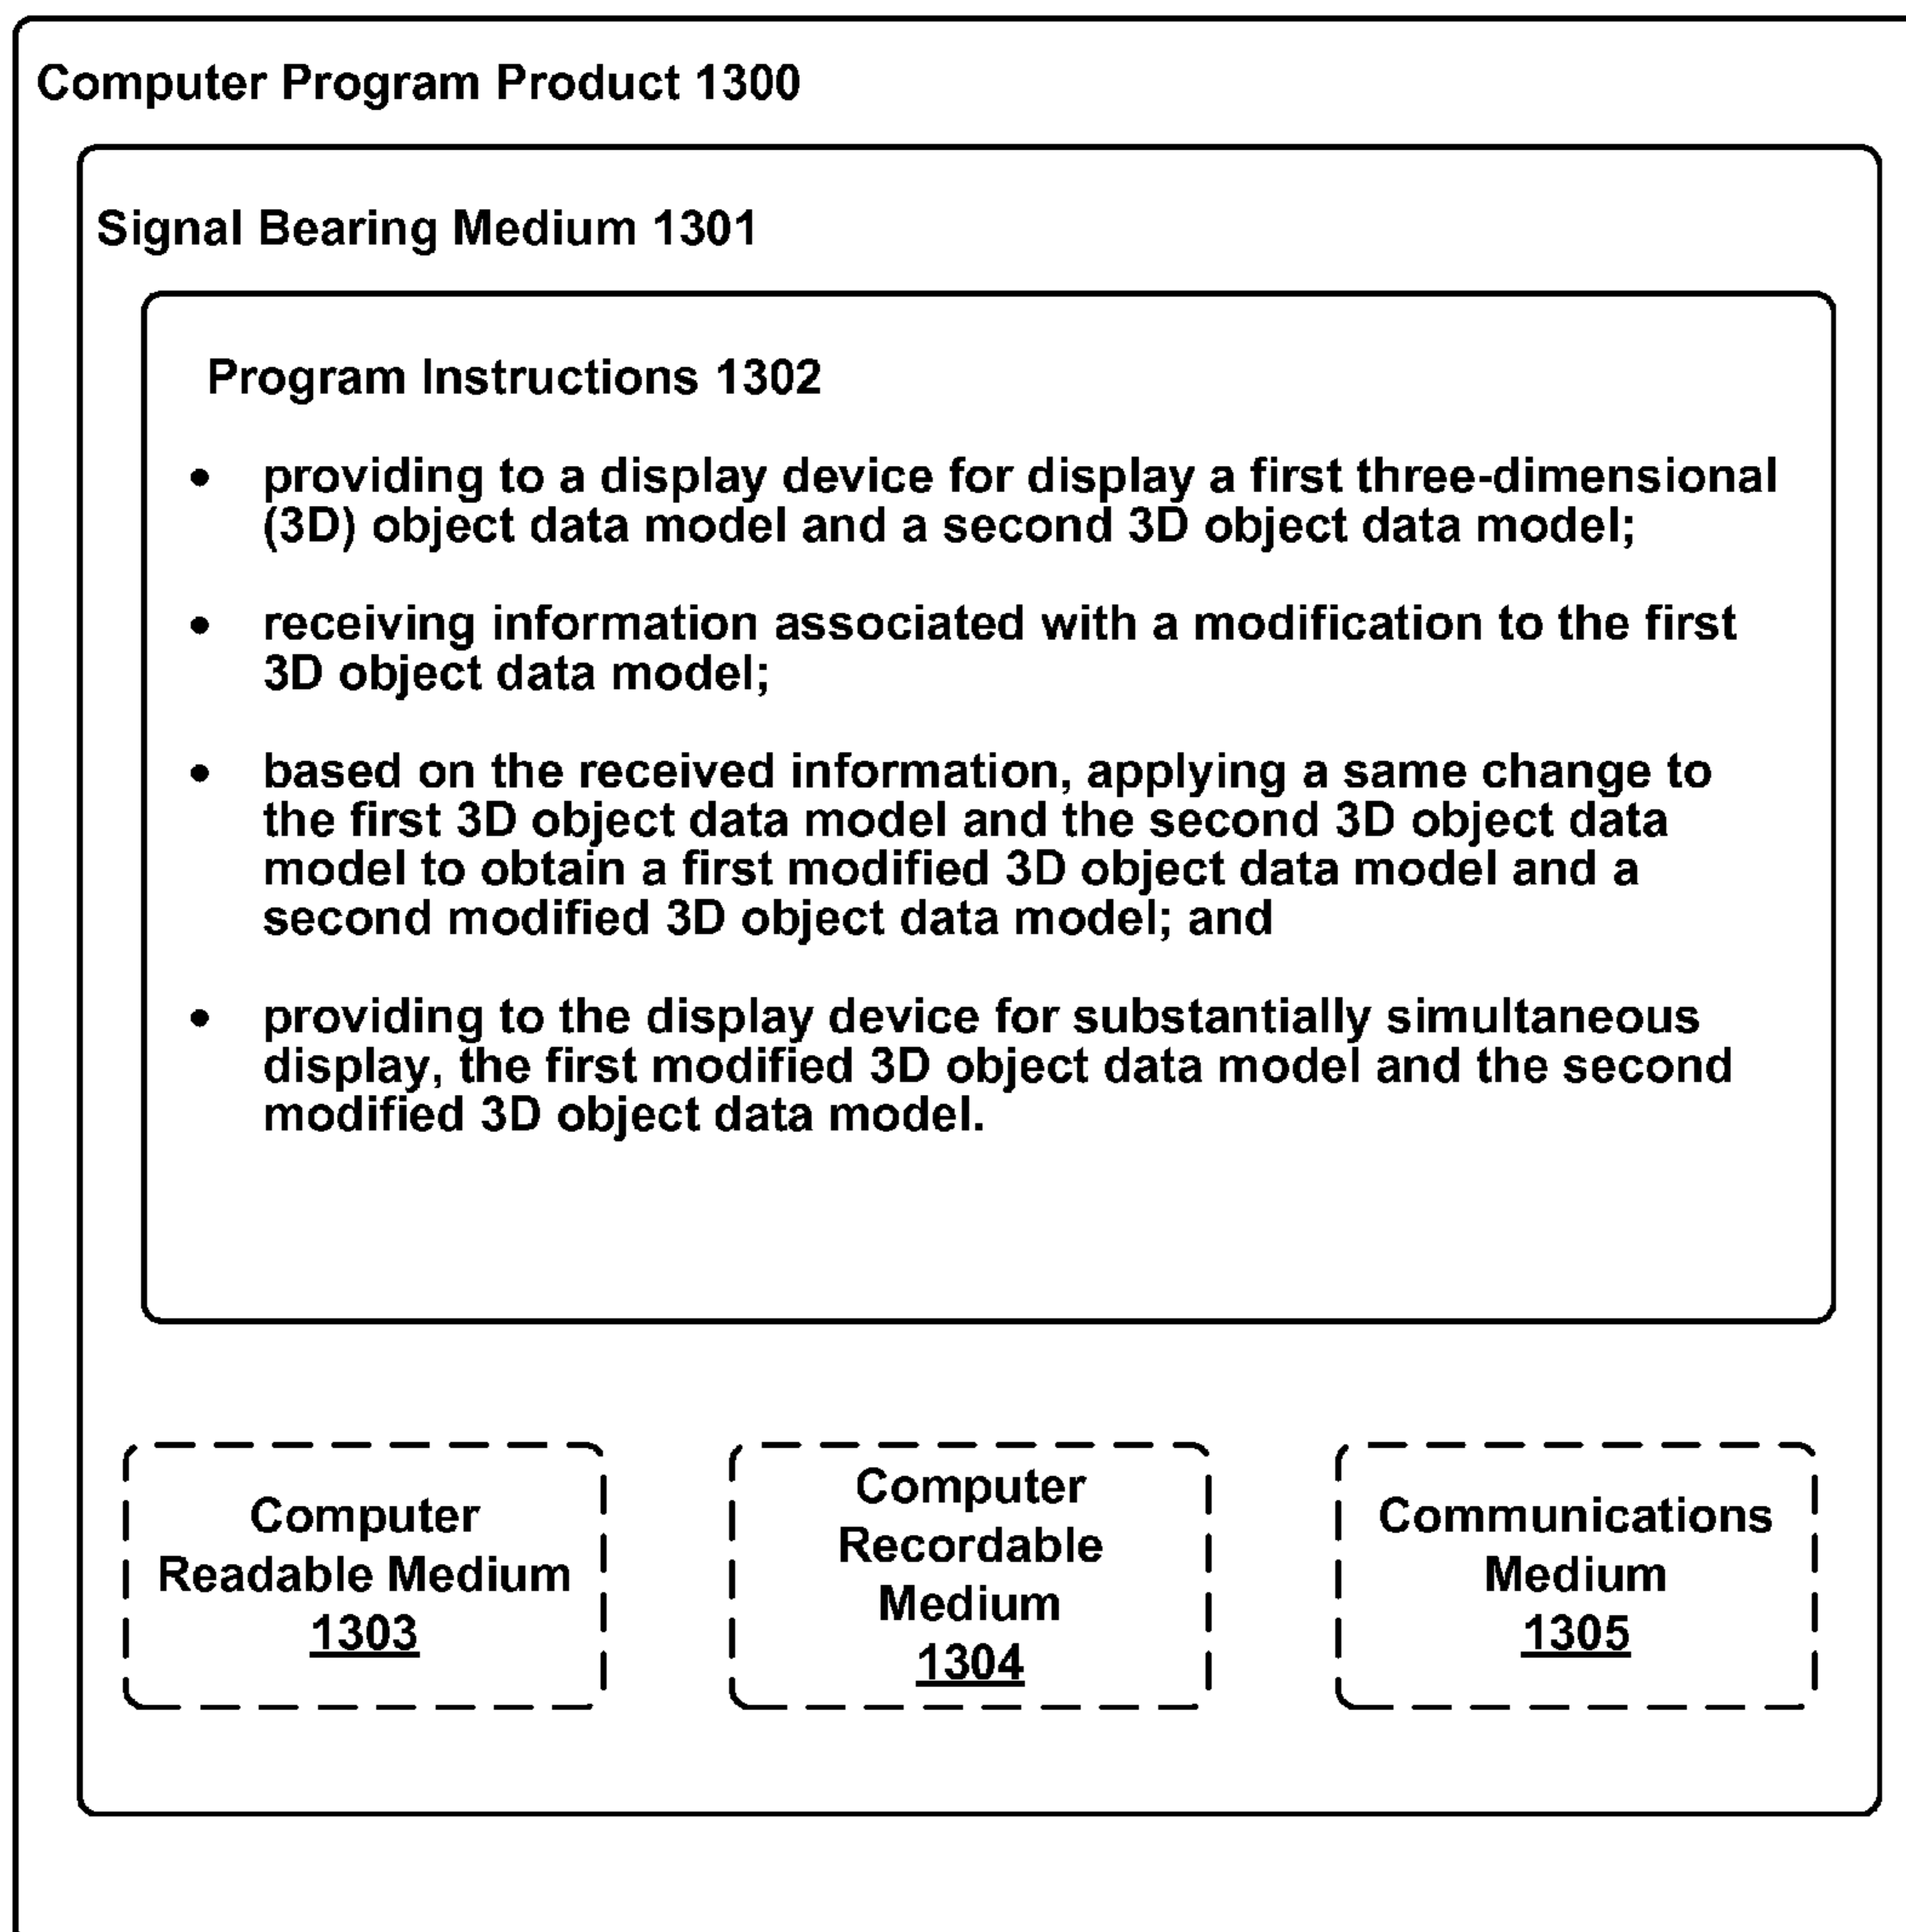 Computer Program Product 1300
Signal Bearing Medium 1301
Program Instructions 1302
• providing to a display device for display a first three-dimensional
(3D) object data model and a second 3D object data model;
• receiving information associated with a modification to the first
3D object data model;
• based on the received information, applying a same change to
the first 3D object data model and the second 3D object data
model to obtain a first modified 3D object data model and a
second modified 3D object data model; and
• providing to the display device for substantially simultaneous
display, the first modified 3D object data model and the second
modified 3D object data model.
Computer
Readable Medium
1303
Computer
Recordable
Medium
1304
Communications
Medium
1305